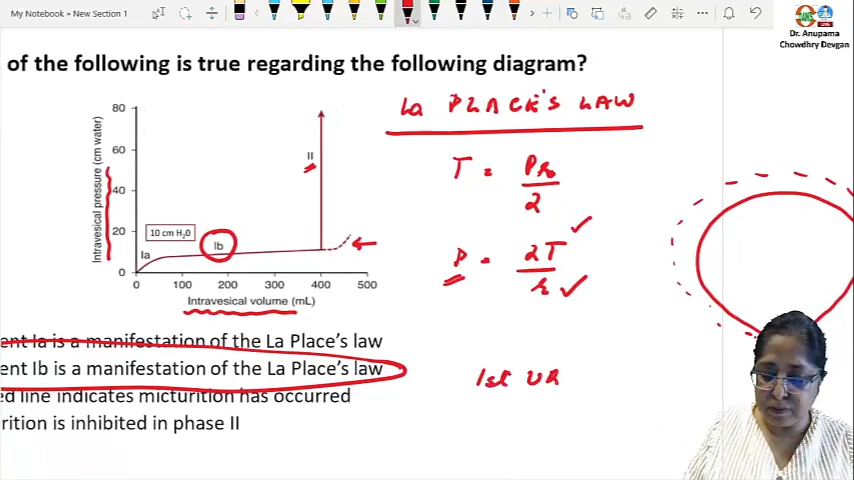 My Notebook » New Section 1
Dr. Anupama
Chowdhry Devgan
of the following is true regarding the following diagram?
La PLACE'S LAW
T = Pr
2
P = 2T
r
Intravesical pressure (cm water)
80
60
40
20
0
II
10 cm H₂0
Ia
Ib
0 100 200 300 400 500
Intravesical volume (mL)
ent Ia is a manifestation of the La Place's law
ent Ib is a manifestation of the La Place's law
ed line indicates micturition has occurred
rition is inhibited in phase II
1st UR